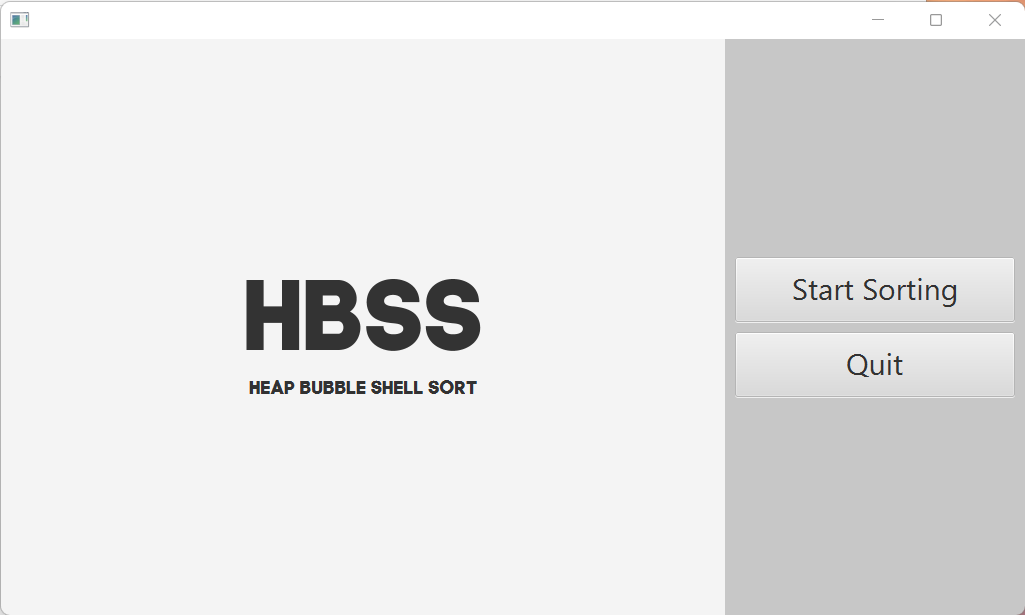 HBSS
HEAP BUBBLE SHELL SORT
Start Sorting
Quit